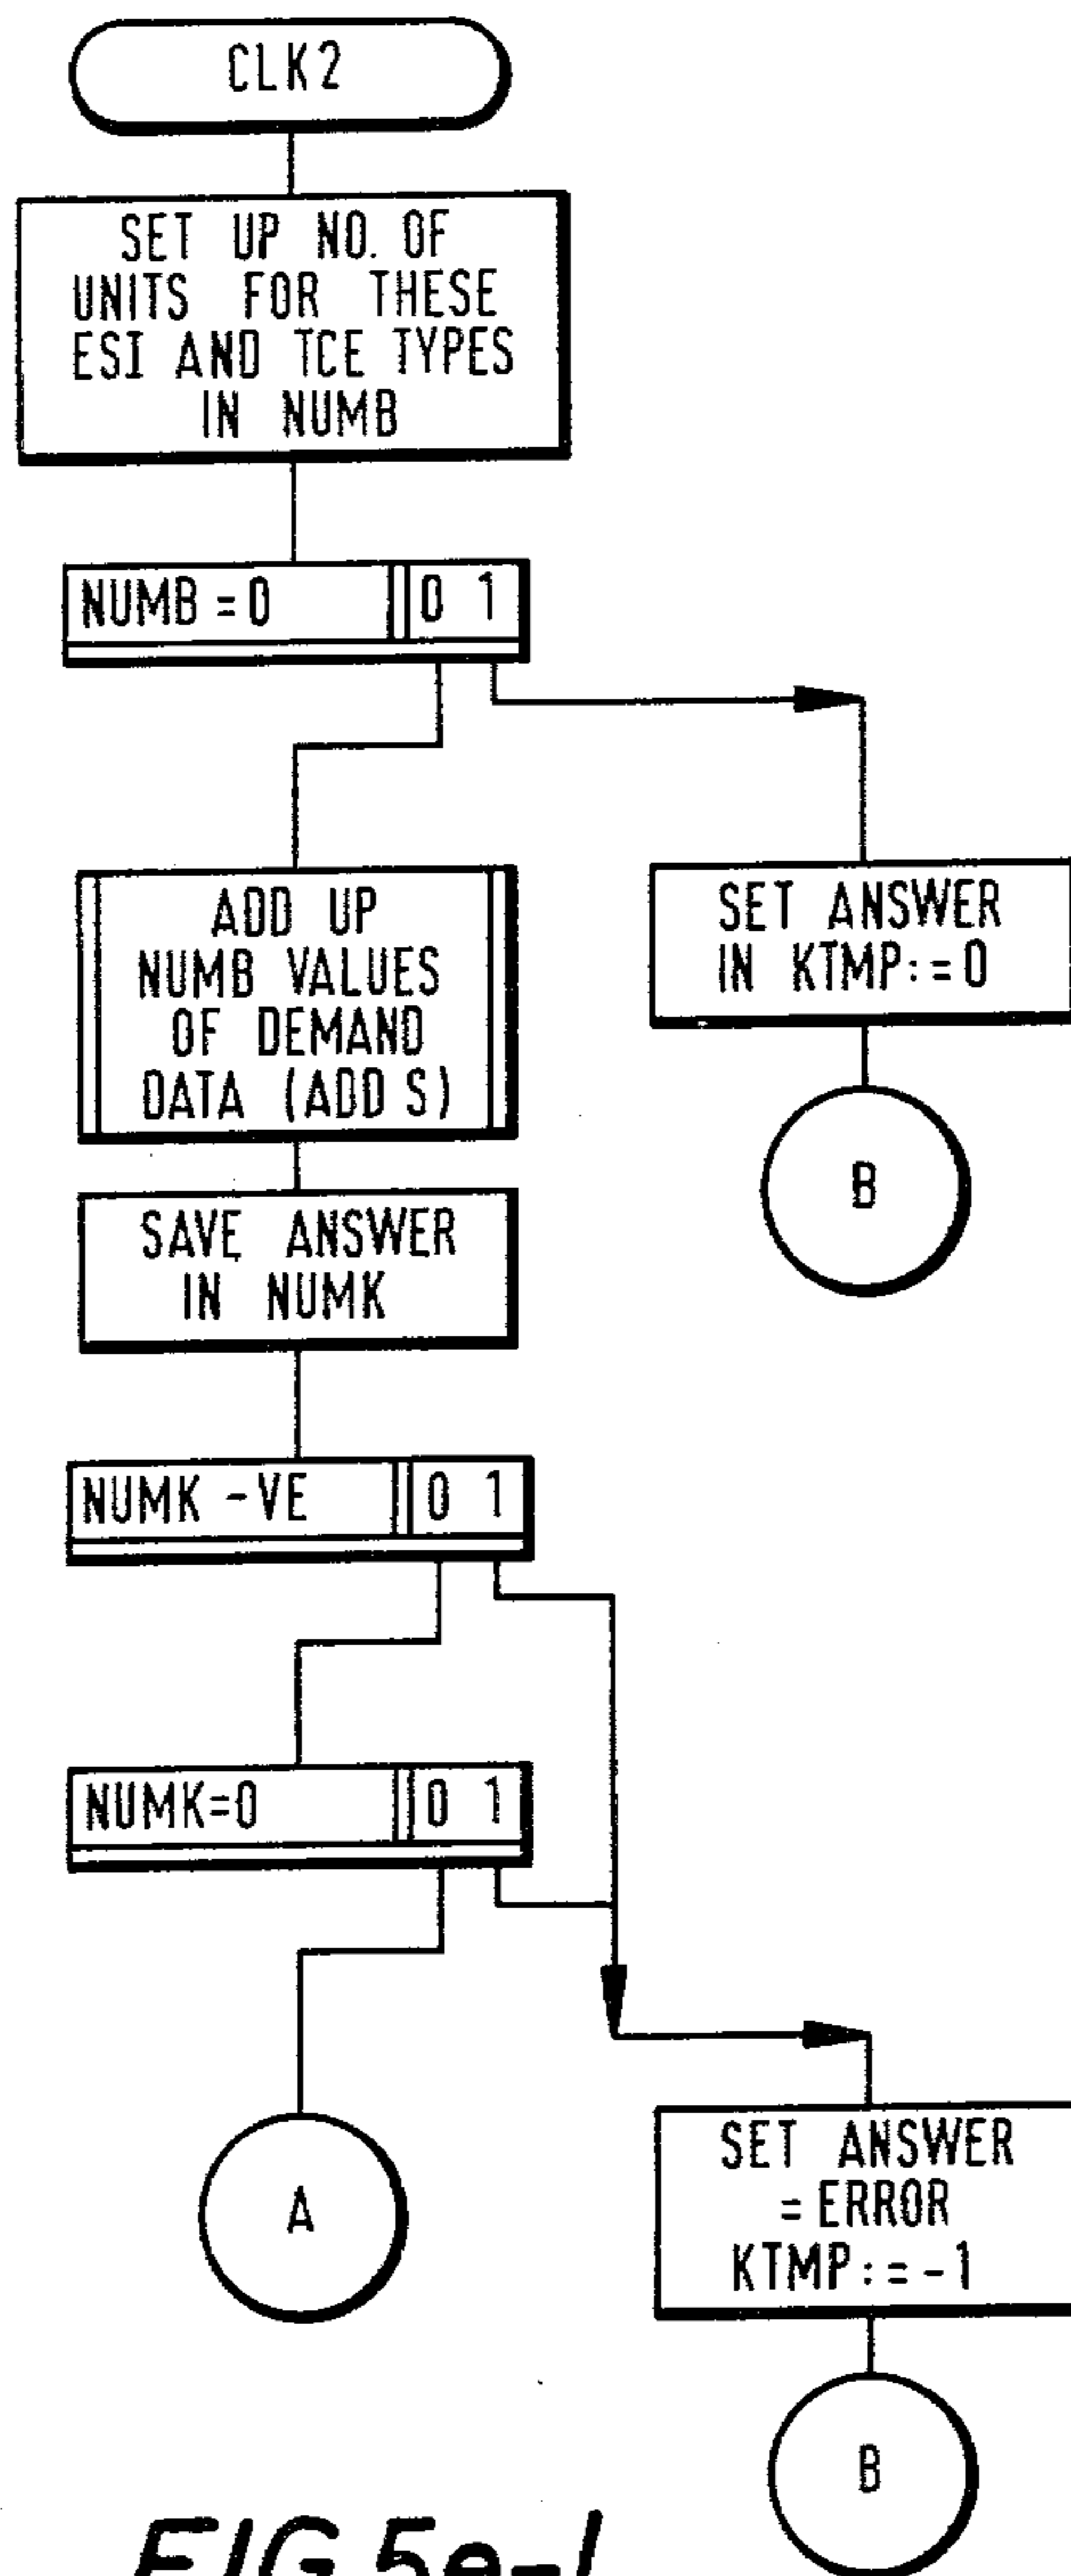 CLK2
SET UP NO. OF
UNITS FOR THESE
ESI AND TCE TYPES
IN NUMB
NUMB = 0 0 1
ADD UP
NUMB VALUES
OF DEMAND
DATA (ADD S)
SET ANSWER
IN KTMP:=0
B
SAVE ANSWER
IN NUMK
NUMK -VE 0 1
NUMK=0 0 1
A
SET ANSWER
= ERROR
KTMP:=-1
B
FIG.5e-1